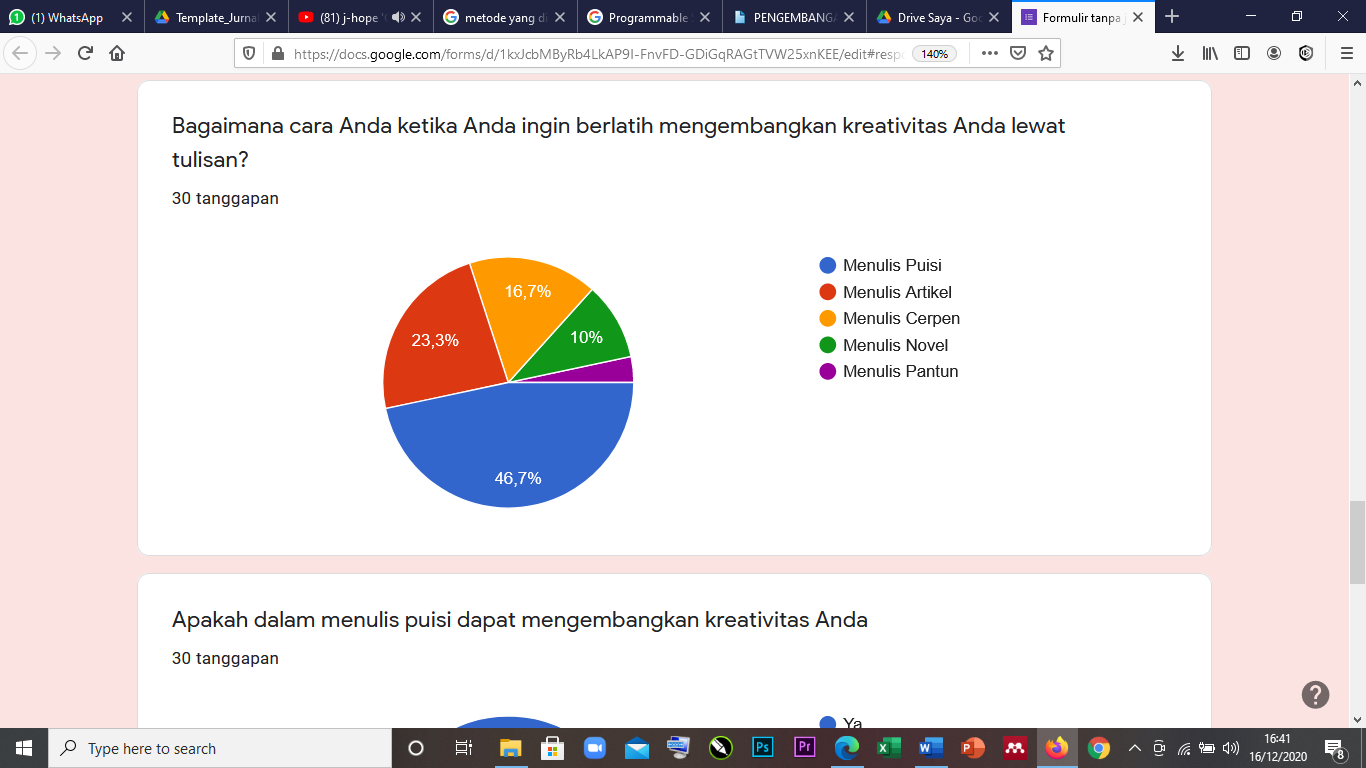 (1) WhatsApp
Template_Jurna
(81) j-hope
metode yang di
Programmable
PENGEMBANGA
Drive Saya - Goo
Formulir tanpa
https://docs.google.com/forms/d/1kxJcbMByRb4LkAP9I-FnvFD-GDiGqRAGtTVW25xnKEE/edit#resp
140%
Bagaimana cara Anda ketika Anda ingin berlatih mengembangkan kreativitas Anda lewat
tulisan?
30 tanggapan
16,7%
23,3%
10%
46,7%
Menulis Puisi
Menulis Artikel
Menulis Cerpen
Menulis Novel
Menulis Pantun
Apakah dalam menulis puisi dapat mengembangkan kreativitas Anda
30 tanggapan
Ya
Type here to search
Ps
Pr
16:41
16/12/2020
8